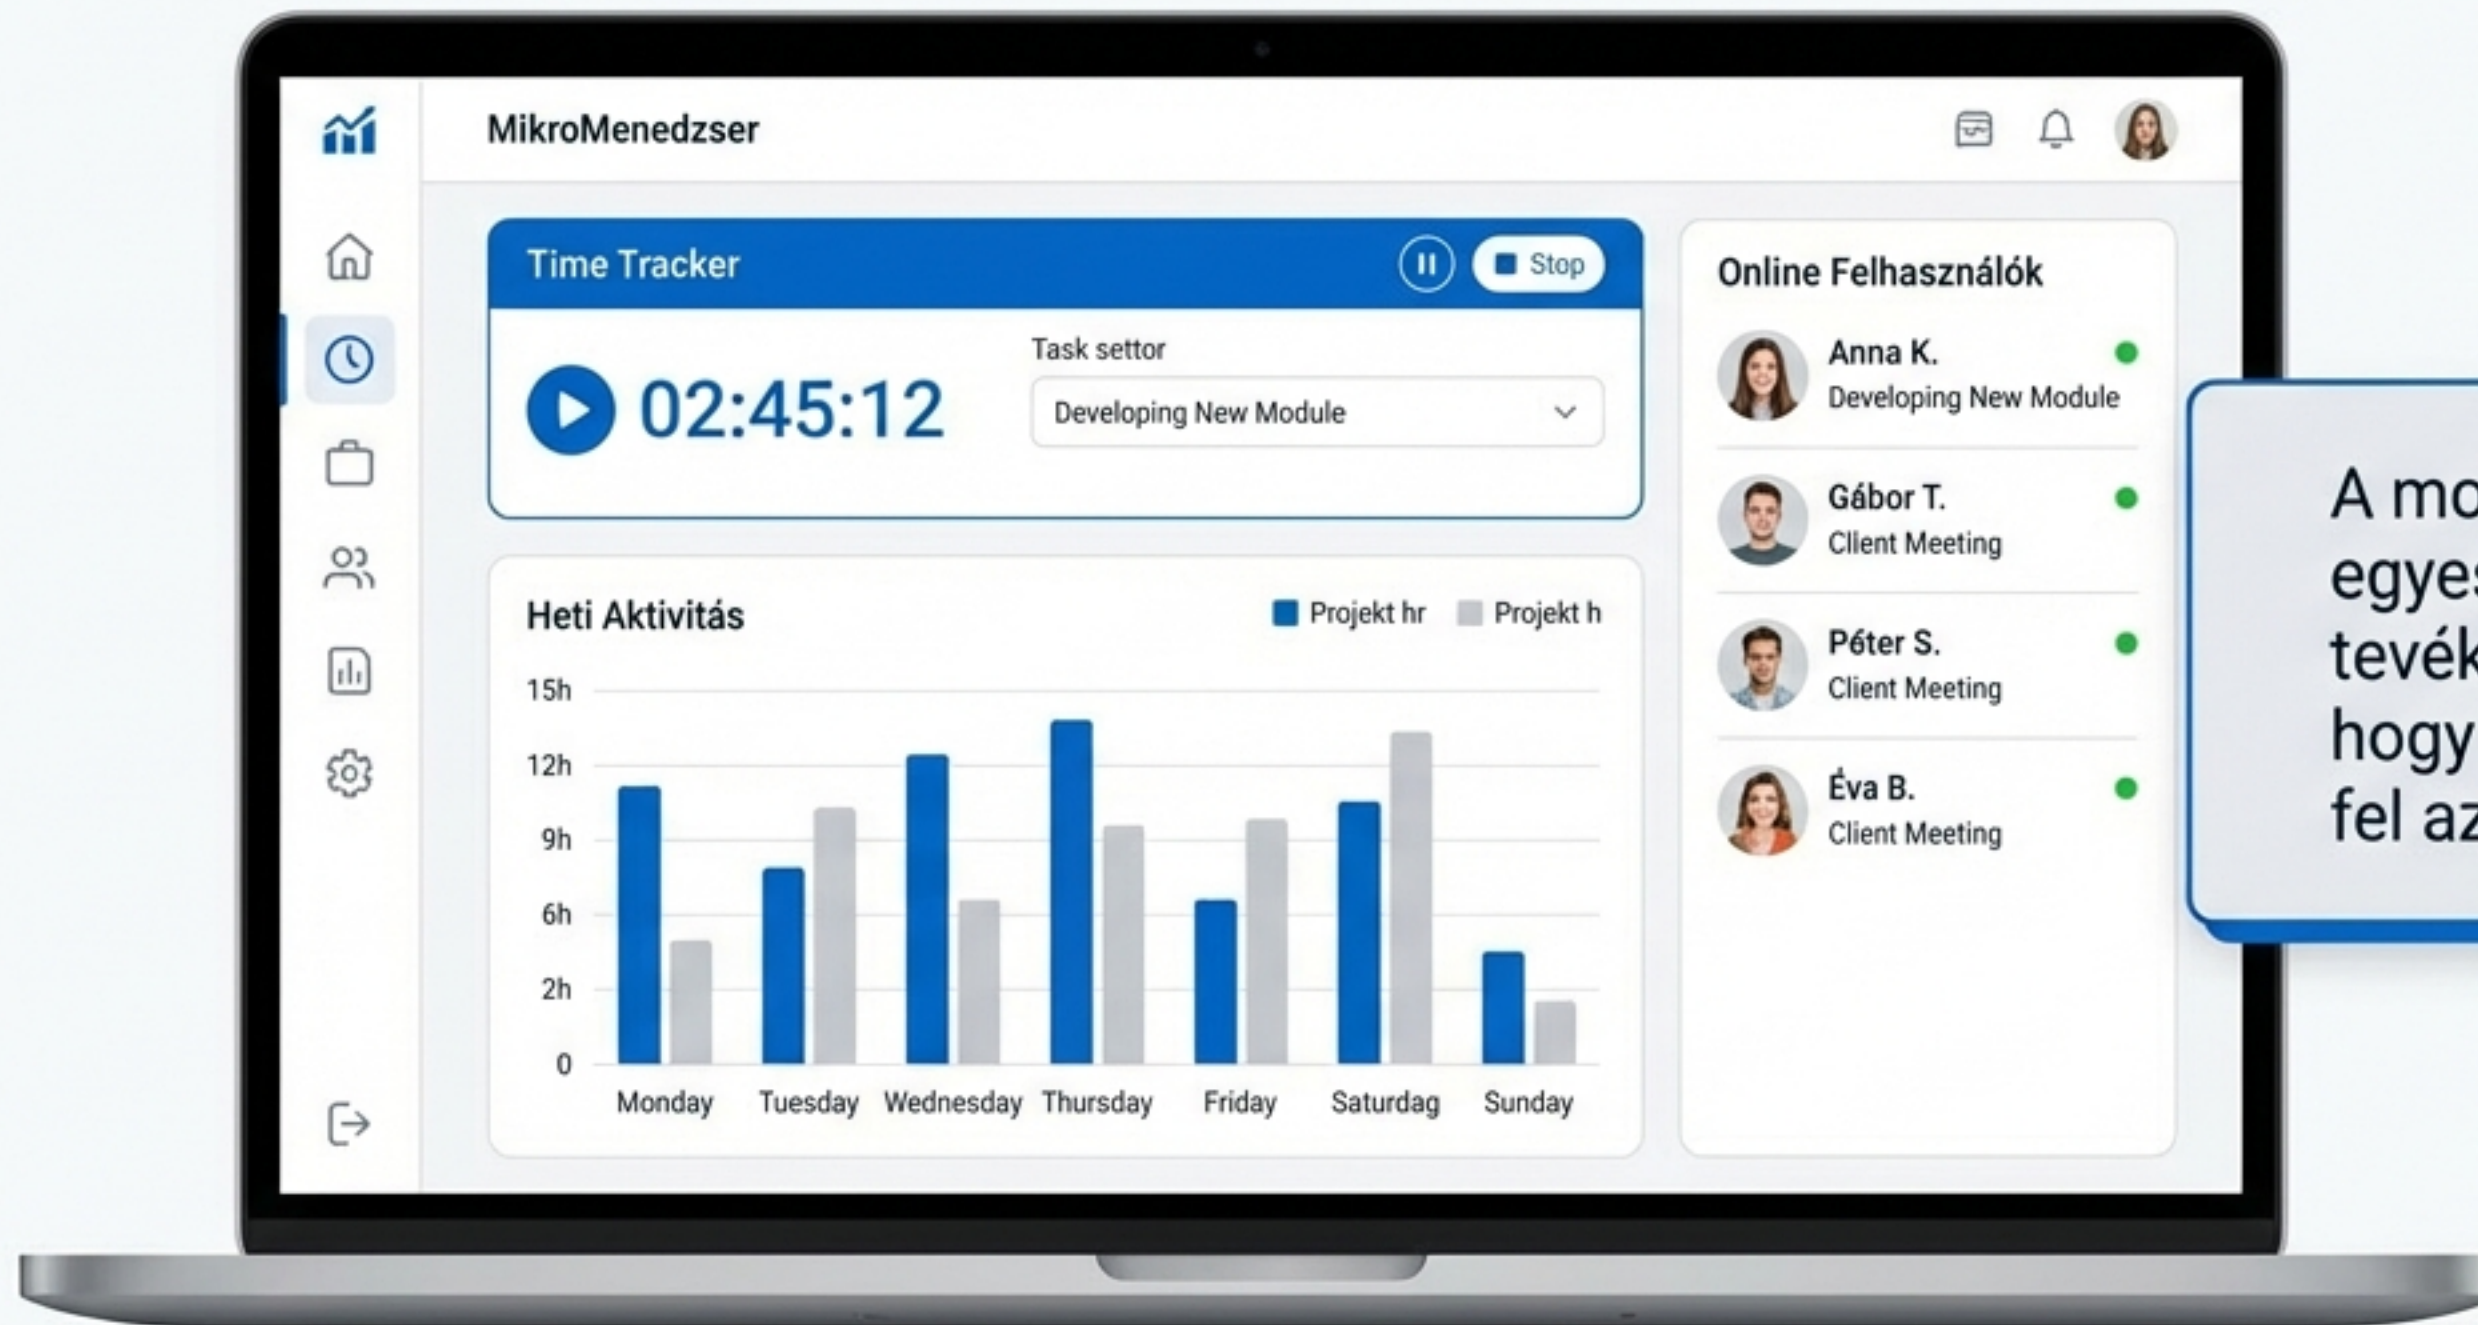 MikroMenedzser
Time Tracker
Stop
02:45:12
Task settor
Developing New Module
Heti Aktivitás
Projekt hr
Projekt h
15h
12h
9h
6h
2h
0
Monday
Tuesday
Wednesday
Thursday
Friday
Saturdag
Sunday
Online Felhasználók
Anna K.
Developing New Module
Gábor T.
Client Meeting
Péter S.
Client Meeting
Éva B.
Client Meeting
A mo
egyes
tevék
hogy
fel az